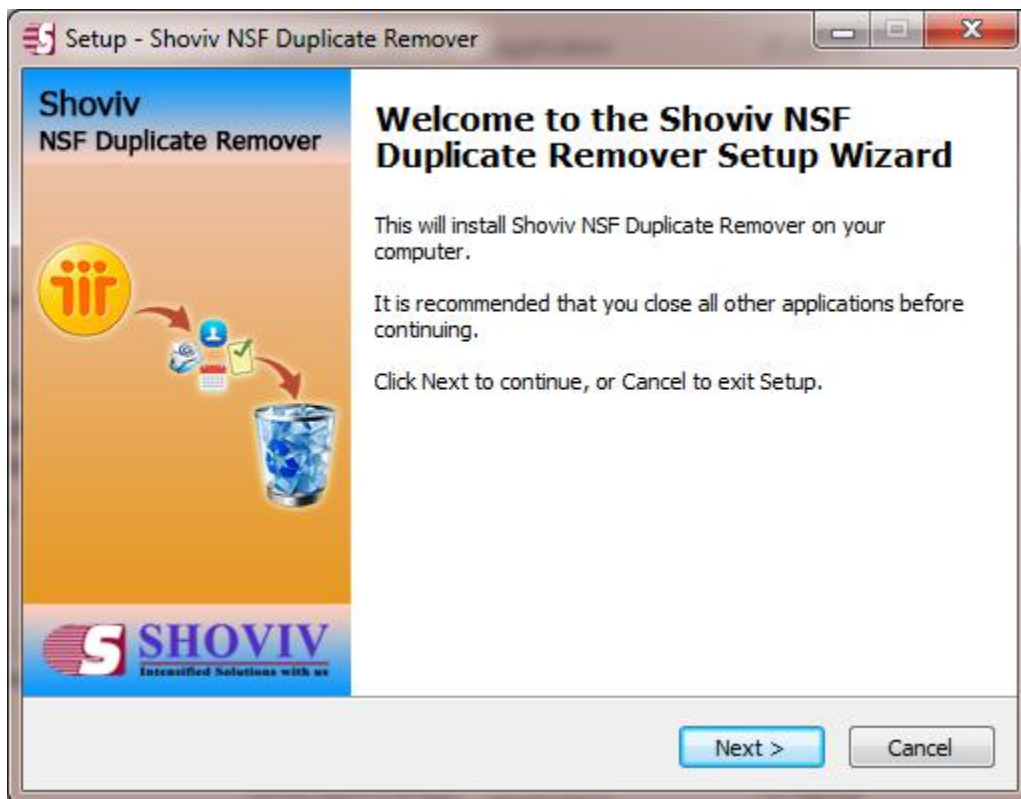 Setup - Shoviv NSF Duplicate Remover
Shoviv
NSF Duplicate Remover
Welcome to the Shoviv NSF
Duplicate Remover Setup Wizard
This will install Shoviv NSF Duplicate Remover on your
computer.
It is recommended that you close all other applications before
continuing.
Click Next to continue, or Cancel to exit Setup.
S SHOVIV
Intensified Solutions with us
Next >
Cancel